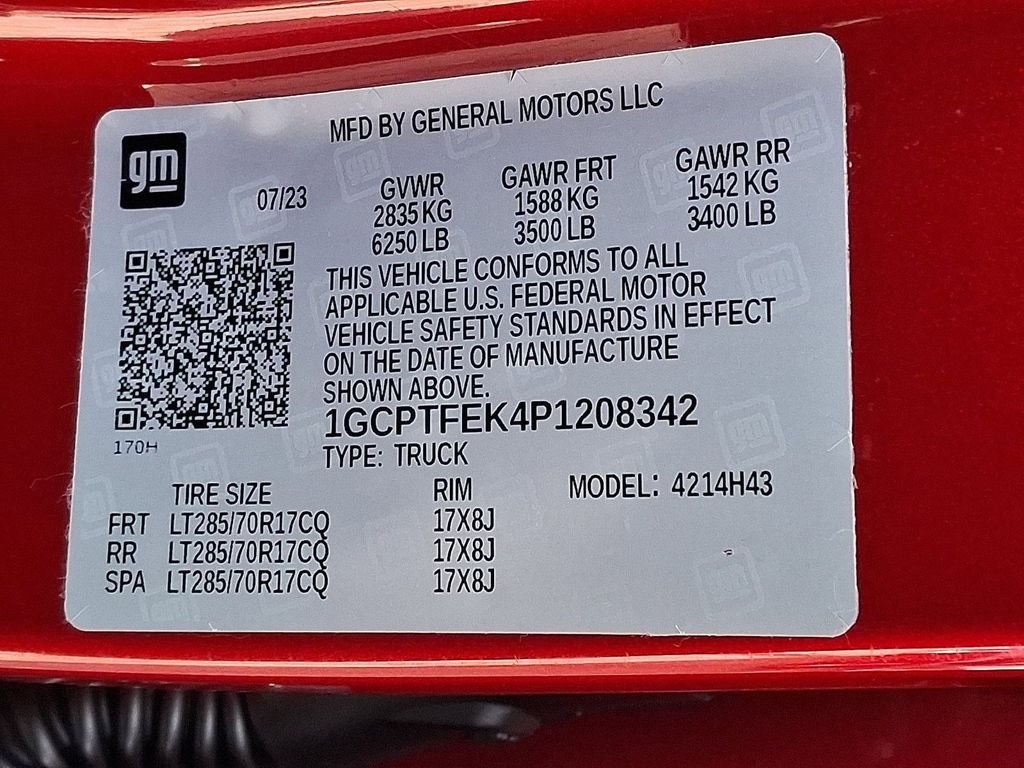 MFD BY GENERAL MOTORS LLC
gm
07/23
GVWR GAWR FRT GAWR RR
2835 KG 1588 KG 1542 KG
6250 LB 3500 LB 3400 LB
THIS VEHICLE CONFORMS TO ALL
APPLICABLE U.S. FEDERAL MOTOR
VEHICLE SAFETY STANDARDS IN EFFECT
ON THE DATE OF MANUFACTURE
SHOWN ABOVE.
1GCPTFEK4P1208342
170H
TYPE: TRUCK
TIRE SIZE RIM MODEL: 4214H43
FRT LT285/70R17CQ 17X8J
RR LT285/70R17CQ 17X8J
SPA LT285/70R17CQ 17X8J